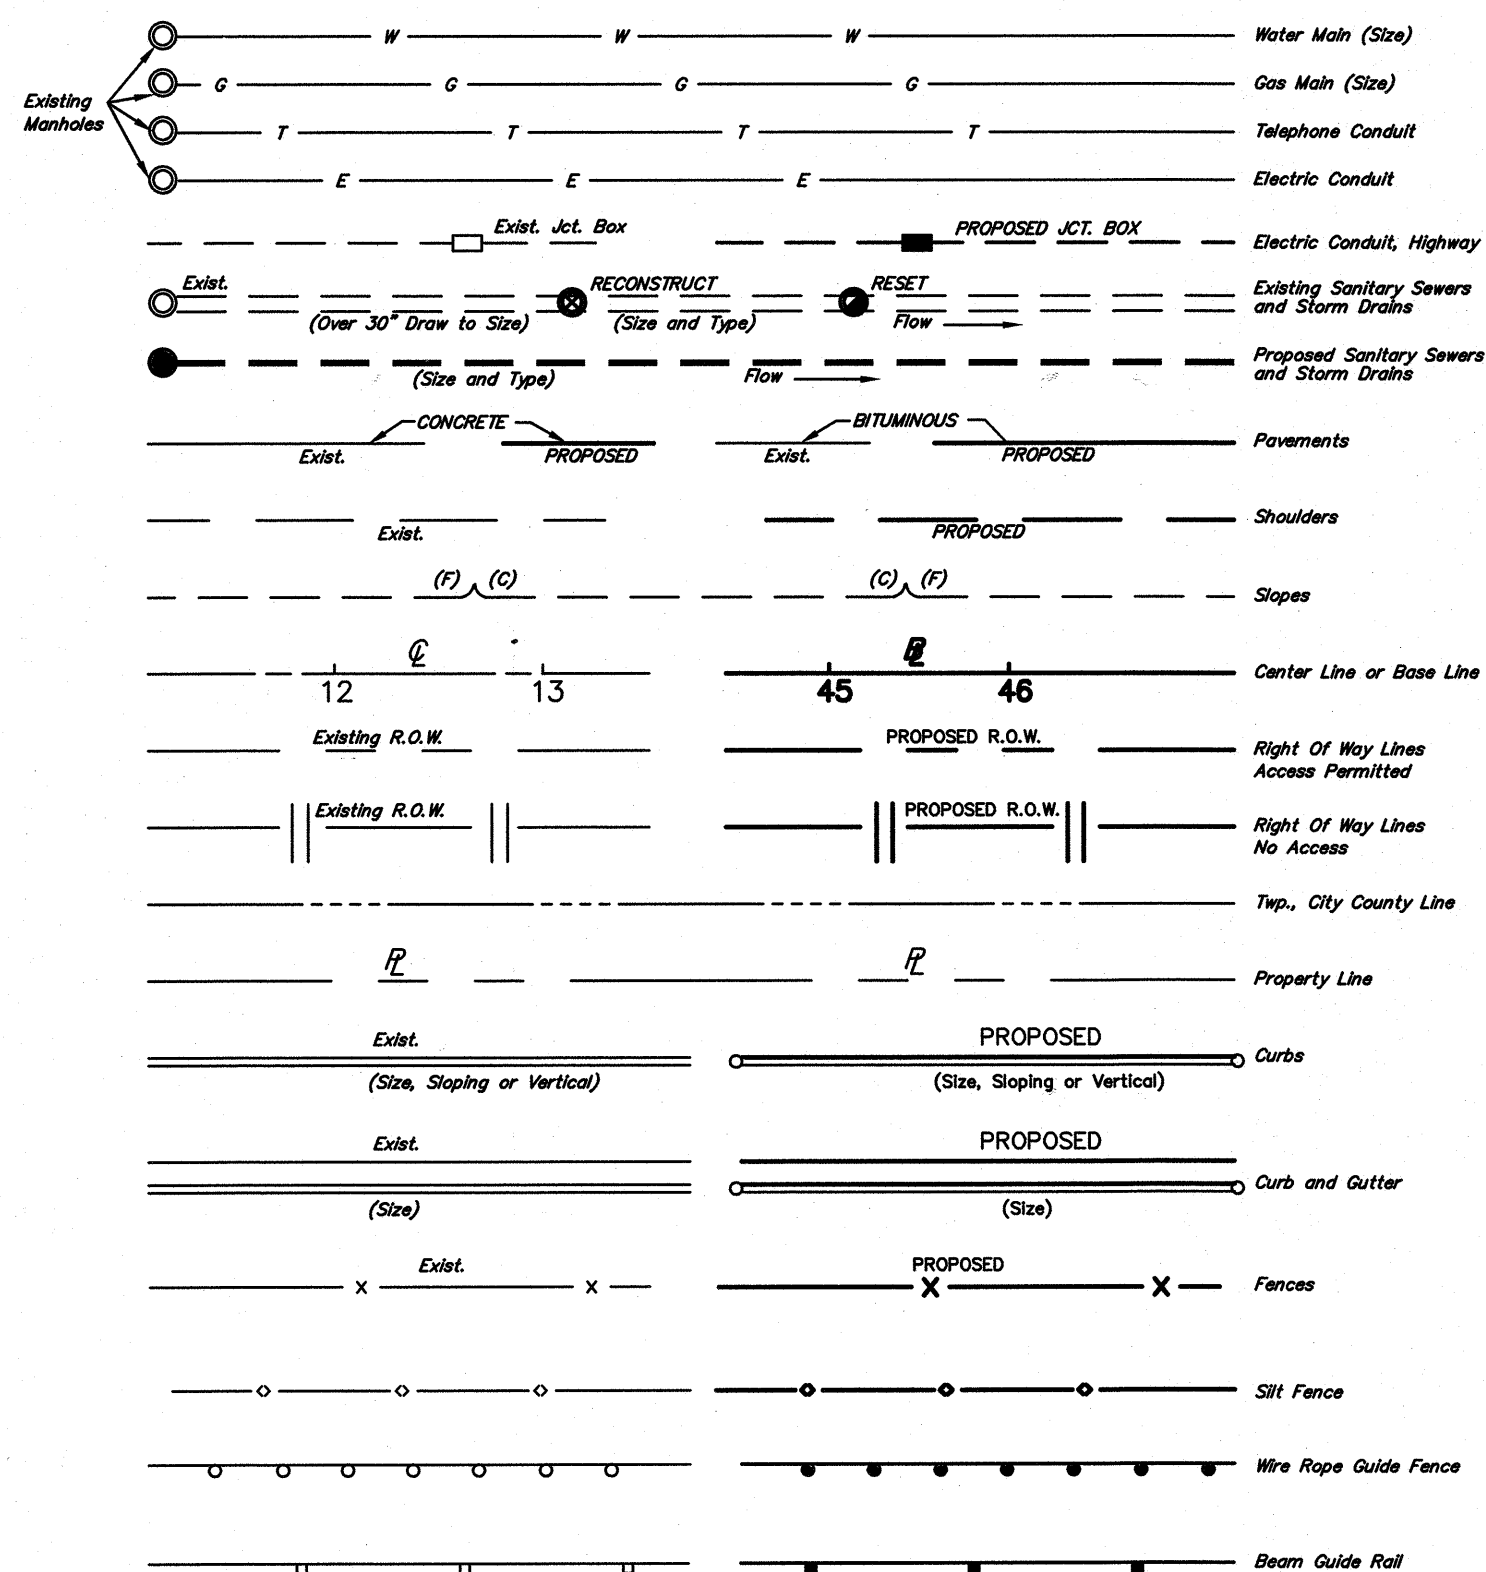 W W W Water Main (Size)
G G G G Gas Main (Size)
Existing
Manholes
T T T T Telephone Conduit
E E E Electric Conduit
Exist. Jct. Box PROPOSED JCT. BOX
Electric Conduit, Highway
Exist. RECONSTRUCT RESET
Existing Sanitary Sewers
and Storm Drains
(Over 30" Draw to Size) (Size and Type) Flow
Proposed Sanitary Sewers
and Storm Drains
(Size and Type) Flow
CONCRETE BITUMINOUS
Pavements
Exist. PROPOSED Exist. PROPOSED
Shoulders
Exist. PROPOSED
(F) (C) (C) (F)
Slopes
CL BL
Center Line or Base Line
12 13 45 46
Existing R.O.W. PROPOSED R.O.W.
Right Of Way Lines
Access Permitted
Existing R.O.W. PROPOSED R.O.W.
Right Of Way Lines
No Access
Twp., City County Line
PL PL
Property Line
Exist. PROPOSED
Curbs
(Size, Sloping or Vertical) (Size, Sloping or Vertical)
Exist. PROPOSED
Curb and Gutter
(Size) (Size)
Exist. PROPOSED
X X X X Fences
Silt Fence
Wire Rope Guide Fence
Beam Guide Rail